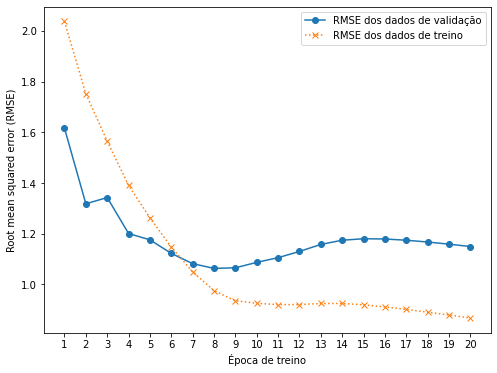 RMSE dos dados de validação
RMSE dos dados de treino
Root mean squared error (RMSE)
2.0
1.8
1.6
1.4
1.2
1.0
1 2 3 4 5 6 7 8 9 10 11 12 13 14 15 16 17 18 19 20
Época de treino